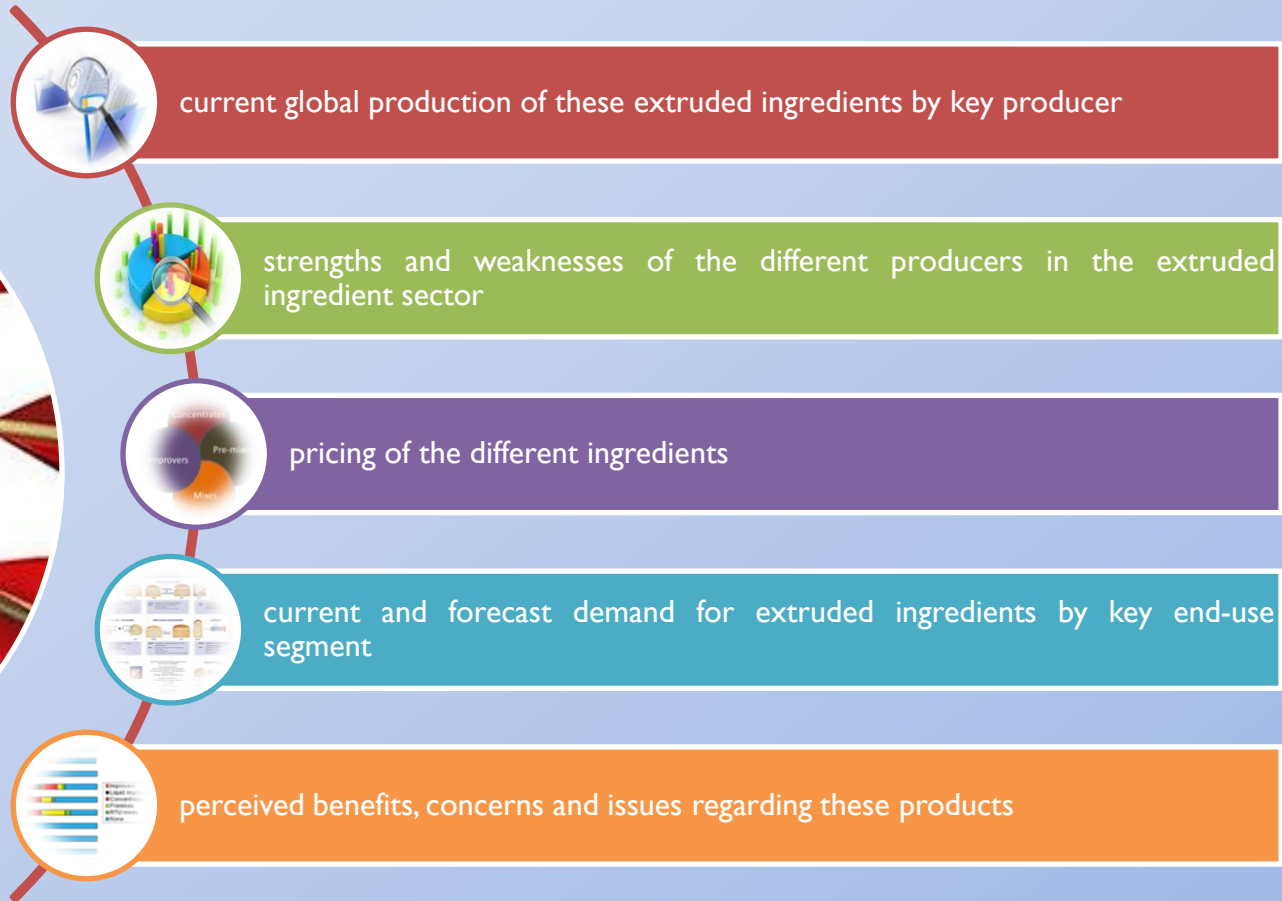 current global production of these extruded ingredients by key producer
strengths and weaknesses of the different producers in the extruded
ingredient sector
Concentrates
Pre-mi
provers
Mixes
pricing of the different ingredients
current and forecast demand for extruded ingredients by key end-use
segment
perceived benefits, concerns and issues regarding these products